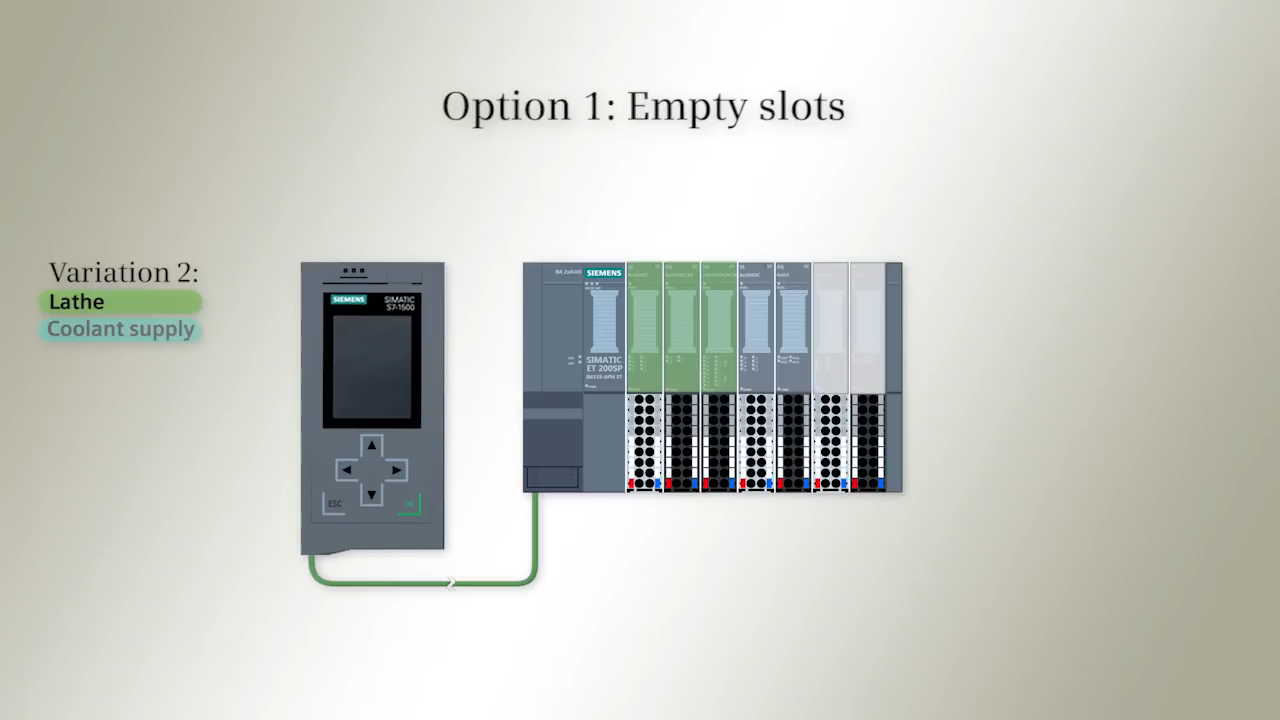 Option 1: Empty slots
Variation 2:
Lathe
Coolant supply
SIEMENS
SIMATIC
S7-1500
ESC
OK
SIEMENS
SIMATIC
ET 200SP